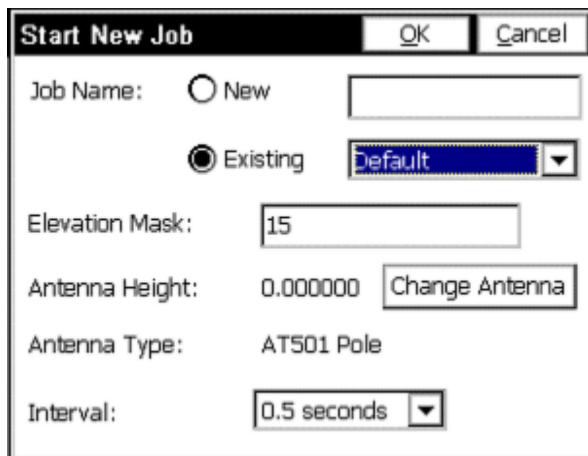 Start New Job OK Cancel
Job Name: New
Existing Default
Elevation Mask: 15
Antenna Height: 0.000000 Change Antenna
Antenna Type: AT501 Pole
Interval: 0.5 seconds